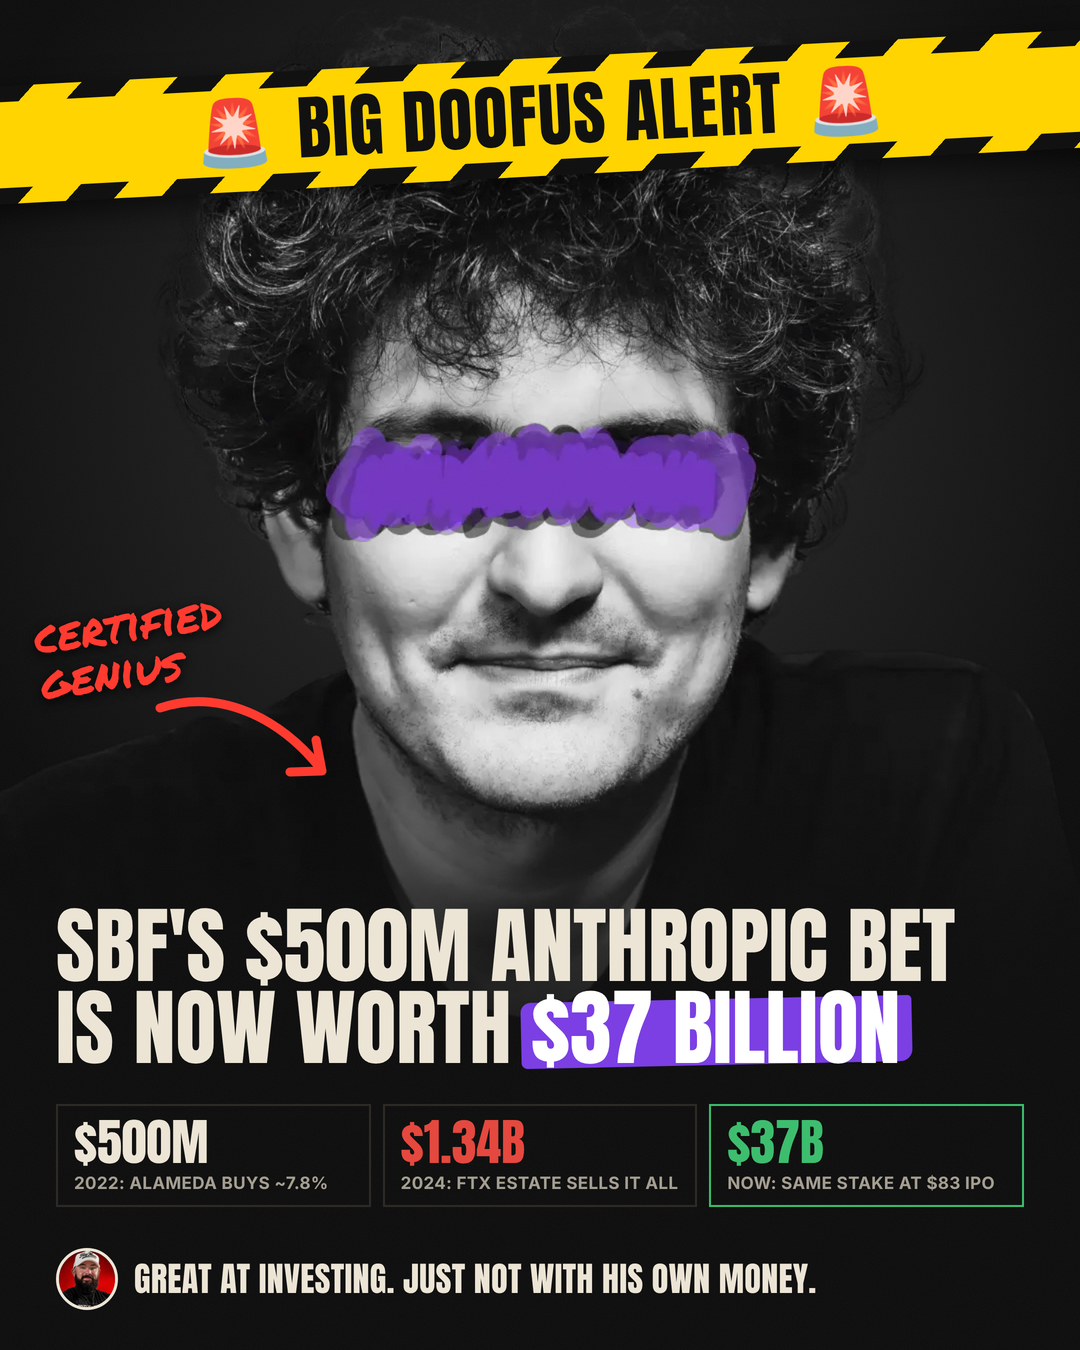 BIG DOOFUS ALERT
CERTIFIED
GENIUS
SBF'S $500M ANTHROPIC BET
IS NOW WORTH $37 BILLION
$500M
2022: ALAMEDA BUYS ~7.8%
$1.34B
2024: FTX ESTATE SELLS IT ALL
$37B
NOW: SAME STAKE AT $83 IPO
GREAT AT INVESTING. JUST NOT WITH HIS OWN MONEY.